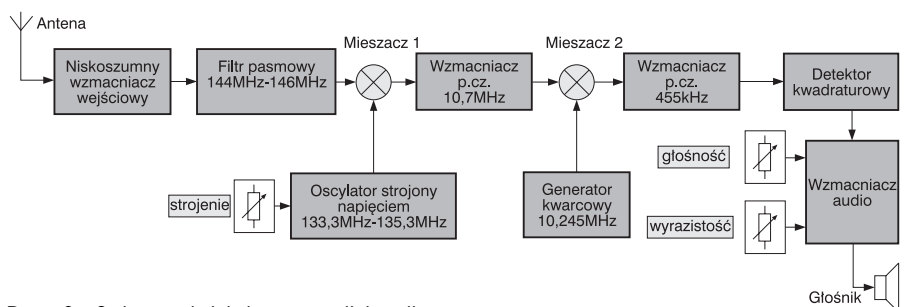 Antena
Niskoszumny
wzmacniacz
wejściowy
Filtr pasmowy
144MHz-146MHz
Mieszacz 1
Wzmacniacz
p.cz.
10,7MHz
Mieszacz 2
Wzmacniacz
p.cz.
455kHz
Detektor
kwadraturowy
strojenie
Oscylator strojony
napięciem
133,3MHz-135,3MHz
Generator
kwarcowy
10,245MHz
głośność
wyrazistość
Wzmacniacz
audio
Głośnik